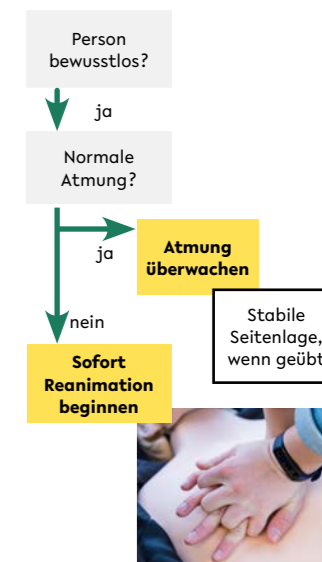 Person
bewusstlos?
ja
Normale
Atmung?
ja
Atmung
überwachen
Stabile
Seitenlage,
wenn geübt
nein
Sofort
Reanimation
beginnen